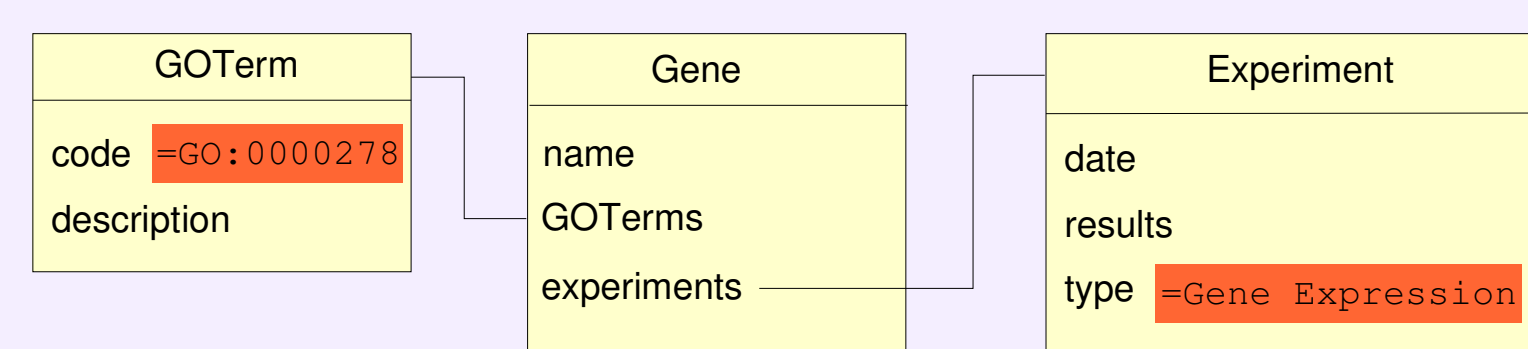 GOTerm
code =GO:0000278
description
Gene
name
GOTerms
experiments
Experiment
date
results
type =Gene Expression